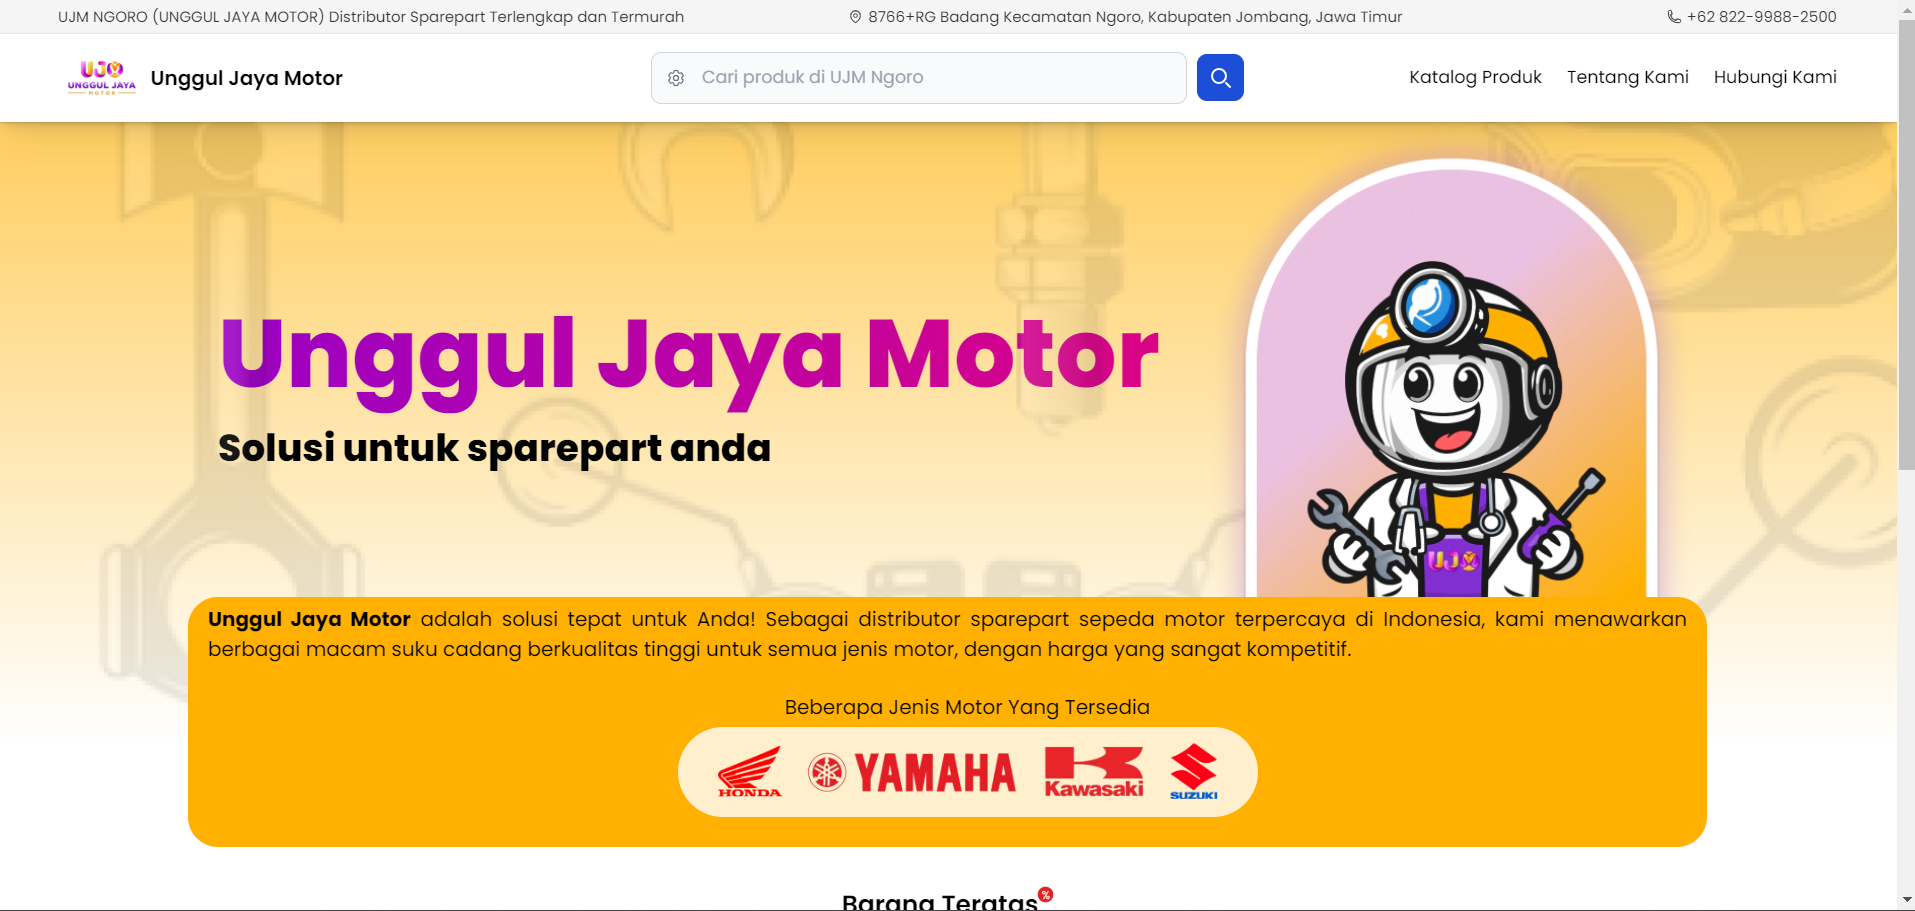 UJM NGORO (UNGGUL JAYA MOTOR) Distributor Sparepart Terlengkap dan Termurah
8766+RG Badang Kecamatan Ngoro, Kabupaten Jombang, Jawa Timur
+62 822-9988-2500
UJM
UNGGUL JAYA
MOTOR
Unggul Jaya Motor
Cari produk di UJM Ngoro
Katalog Produk
Tentang Kami
Hubungi Kami
Unggul Jaya Motor
Solusi untuk sparepart anda
UJM
Unggul Jaya Motor adalah solusi tepat untuk Anda! Sebagai distributor sparepart sepeda motor terpercaya di Indonesia, kami menawarkan
berbagai macam suku cadang berkualitas tinggi untuk semua jenis motor, dengan harga yang sangat kompetitif.
Beberapa Jenis Motor Yang Tersedia
HONDA
YAMAHA
Kawasaki
SUZUKI
Barang Teratas
%